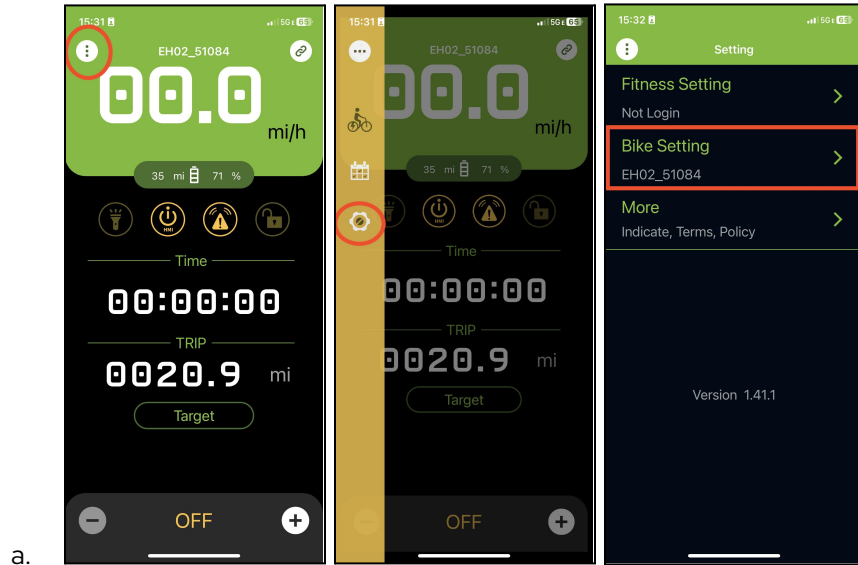 15:31 5G E 65
EH02_51084
00.0
mi/h
35 mi 71 %
HMI
Time
00:00:00
TRIP
0020.9 mi
Target
OFF
15:31 5G E 65
EH02_51084
00.0
mi/h
35 mi 71 %
HMI
Time
00:00:00
TRIP
0020.9 mi
Target
OFF
15:32 5G E 65
Setting
Fitness Setting
Not Login
Bike Setting
EH02_51084
More
Indicate, Terms, Policy
Version 1.41.1
a.